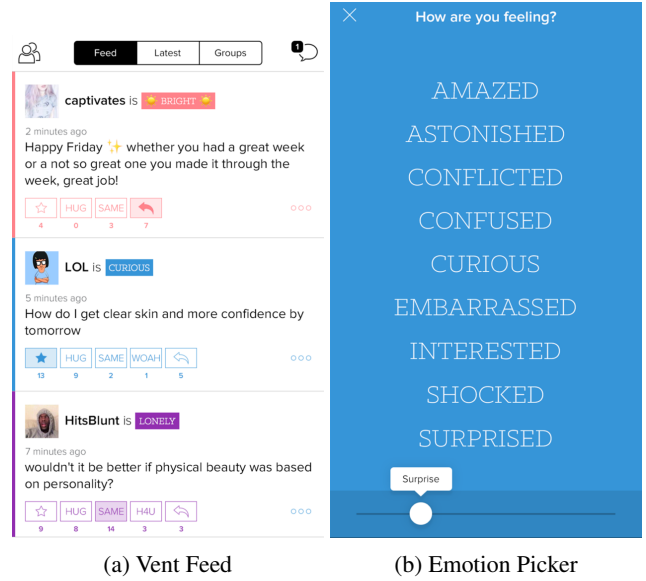 Feed Latest Groups 1
captivates is ☀️ BRIGHT ☀️
2 minutes ago
Happy Friday ✨ whether you had a great week
or a not so great one you made it through the
week, great job!
HUG SAME
4 0 3 7
LOL is CURIOUS
5 minutes ago
How do I get clear skin and more confidence by
tomorrow
HUG SAME WOAH
13 9 2 1 5
HitsBlunt is LONELY
7 minutes ago
wouldn't it be better if physical beauty was based
on personality?
HUG SAME H4U
9 8 14 3 3
(a) Vent Feed
How are you feeling?
AMAZED
ASTONISHED
CONFLICTED
CONFUSED
CURIOUS
EMBARRASSED
INTERESTED
SHOCKED
SURPRISED
Surprise
(b) Emotion Picker